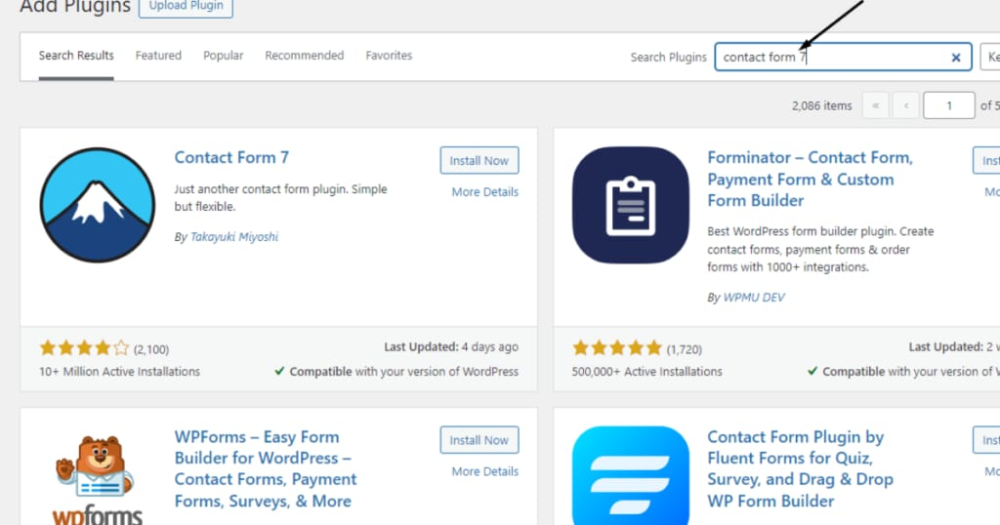 Add Plugins
Upload Plugin
Search Results Featured Popular Recommended Favorites
Search Plugins
contact form 7
2,086 items « ‹ 1 of
Contact Form 7
Install Now
More Details
Just another contact form plugin. Simple
but flexible.
By Takayuki Miyoshi
(2,100)
Last Updated: 4 days ago
10+ Million Active Installations
Compatible with your version of WordPress
Forminator – Contact Form,
Payment Form & Custom
Form Builder
Best WordPress form builder plugin. Create
contact forms, payment forms & order
forms with 1000+ integrations.
By WPMU DEV
(1,720)
Last Updated: 2
500,000+ Active Installations
Compatible with your version of
WPForms – Easy Form
Builder for WordPress –
Contact Forms, Payment
Forms, Surveys, & More
Install Now
More Details
wpforms
Contact Form Plugin by
Fluent Forms for Quiz,
Survey, and Drag & Drop
WP Form Builder